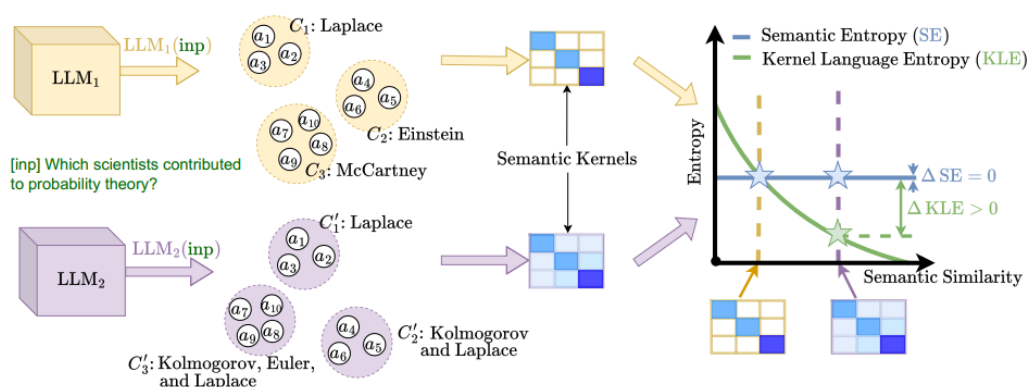 LLM₁
LLM₁(inp)
C₁: Laplace
a₁
a₂
a₃
a₄
a₅
a₆
C₂: Einstein
a₇
a₁₀
a₈
a₉
C₃: McCartney
[inp] Which scientists contributed
to probability theory?
LLM₂
LLM₂(inp)
C′₁: Laplace
a₁
a₂
a₃
a₇
a₁₀
a₉
a₈
C′₃: Kolmogorov, Euler,
and Laplace
a₄
a₅
a₆
C′₂: Kolmogorov
and Laplace
Semantic Kernels
Semantic Entropy (SE)
Kernel Language Entropy (KLE)
Entropy
Δ SE = 0
Δ KLE > 0
Semantic Similarity